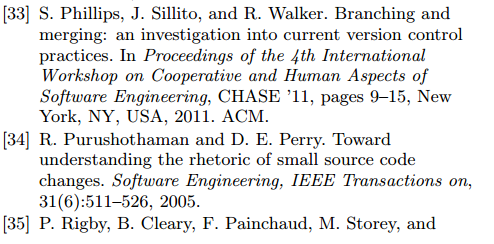 [33] S. Phillips, J. Sillito, and R. Walker. Branching and
merging: an investigation into current version control
practices. In Proceedings of the 4th International
Workshop on Cooperative and Human Aspects of
Software Engineering, CHASE ’11, pages 9–15, New
York, NY, USA, 2011. ACM.
[34] R. Purushothaman and D. E. Perry. Toward
understanding the rhetoric of small source code
changes. Software Engineering, IEEE Transactions on,
31(6):511–526, 2005.
[35] P. Rigby, B. Cleary, F. Painchaud, M. Storey, and